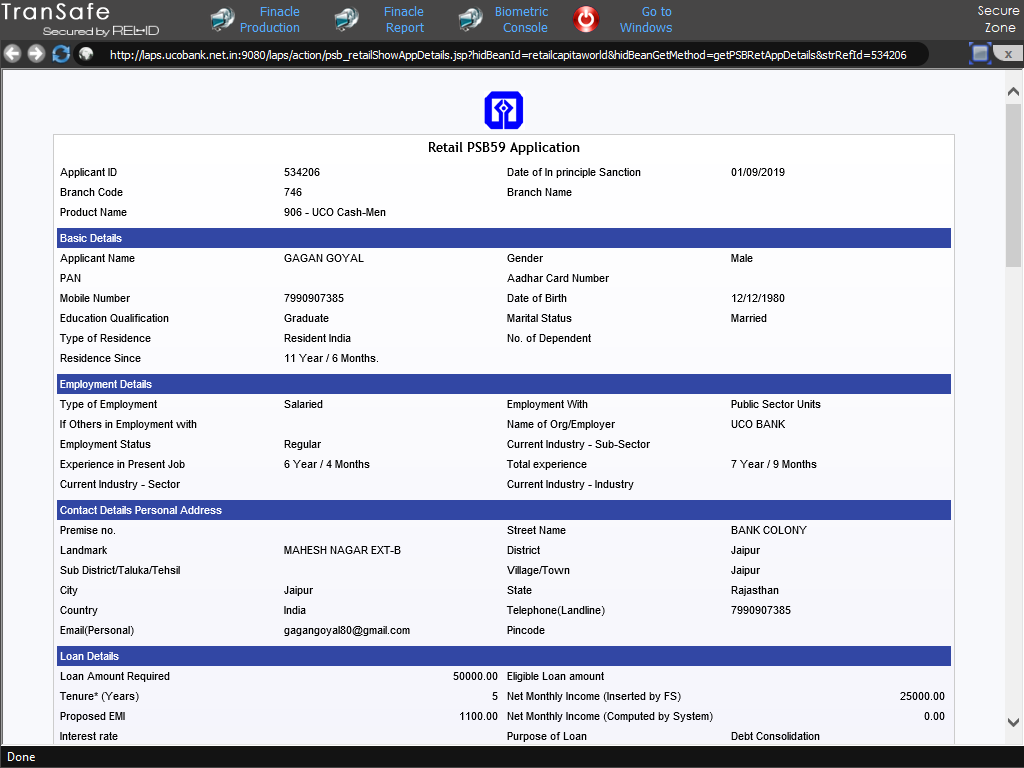 TranSafe
Secured by REL-ID
Finacle Production
Finacle Report
Biometric Console
Go to Windows
Secure Zone
http://laps.ucobank.net.in:9080/laps/action/psb_retailShowAppDetails.jsp?hidBeanId=retailcapitaworld&hidBeanGetMethod=getPSBRetAppDetails&strRefId=534206
x
Retail PSB59 Application
Applicant ID 534206 Date of In principle Sanction 01/09/2019
Branch Code 746 Branch Name
Product Name 906 - UCO Cash-Men
Basic Details
Applicant Name GAGAN GOYAL Gender Male
PAN Aadhar Card Number
Mobile Number 7990907385 Date of Birth 12/12/1980
Education Qualification Graduate Marital Status Married
Type of Residence Resident India No. of Dependent
Residence Since 11 Year / 6 Months.
Employment Details
Type of Employment Salaried Employment With Public Sector Units
If Others in Employment with Name of Org/Employer UCO BANK
Employment Status Regular Current Industry - Sub-Sector
Experience in Present Job 6 Year / 4 Months Total experience 7 Year / 9 Months
Current Industry - Sector Current Industry - Industry
Contact Details Personal Address
Premise no. Street Name BANK COLONY
Landmark MAHESH NAGAR EXT-B District Jaipur
Sub District/Taluka/Tehsil Village/Town Jaipur
City Jaipur State Rajasthan
Country India Telephone(Landline) 7990907385
Email(Personal) gagangoyal80@gmail.com Pincode
Loan Details
Loan Amount Required 50000.00 Eligible Loan amount
Tenure* (Years) 5 Net Monthly Income (Inserted by FS) 25000.00
Proposed EMI 1100.00 Net Monthly Income (Computed by System) 0.00
Interest rate Purpose of Loan Debt Consolidation
Done